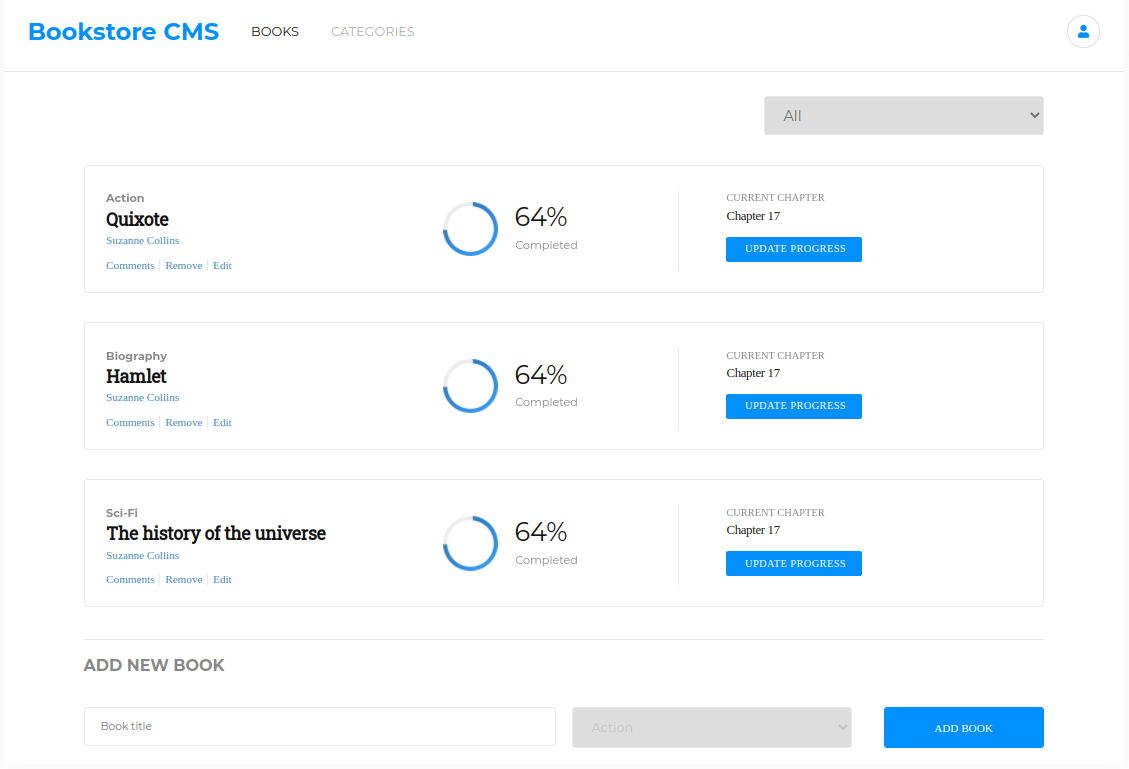 Bookstore CMS BOOKS CATEGORIES
All
Action
Quixote
Suzanne Collins
Comments Remove Edit
64%
Completed
CURRENT CHAPTER
Chapter 17
UPDATE PROGRESS
Biography
Hamlet
Suzanne Collins
Comments Remove Edit
64%
Completed
CURRENT CHAPTER
Chapter 17
UPDATE PROGRESS
Sci-Fi
The history of the universe
Suzanne Collins
Comments Remove Edit
64%
Completed
CURRENT CHAPTER
Chapter 17
UPDATE PROGRESS
ADD NEW BOOK
Book title Action ADD BOOK